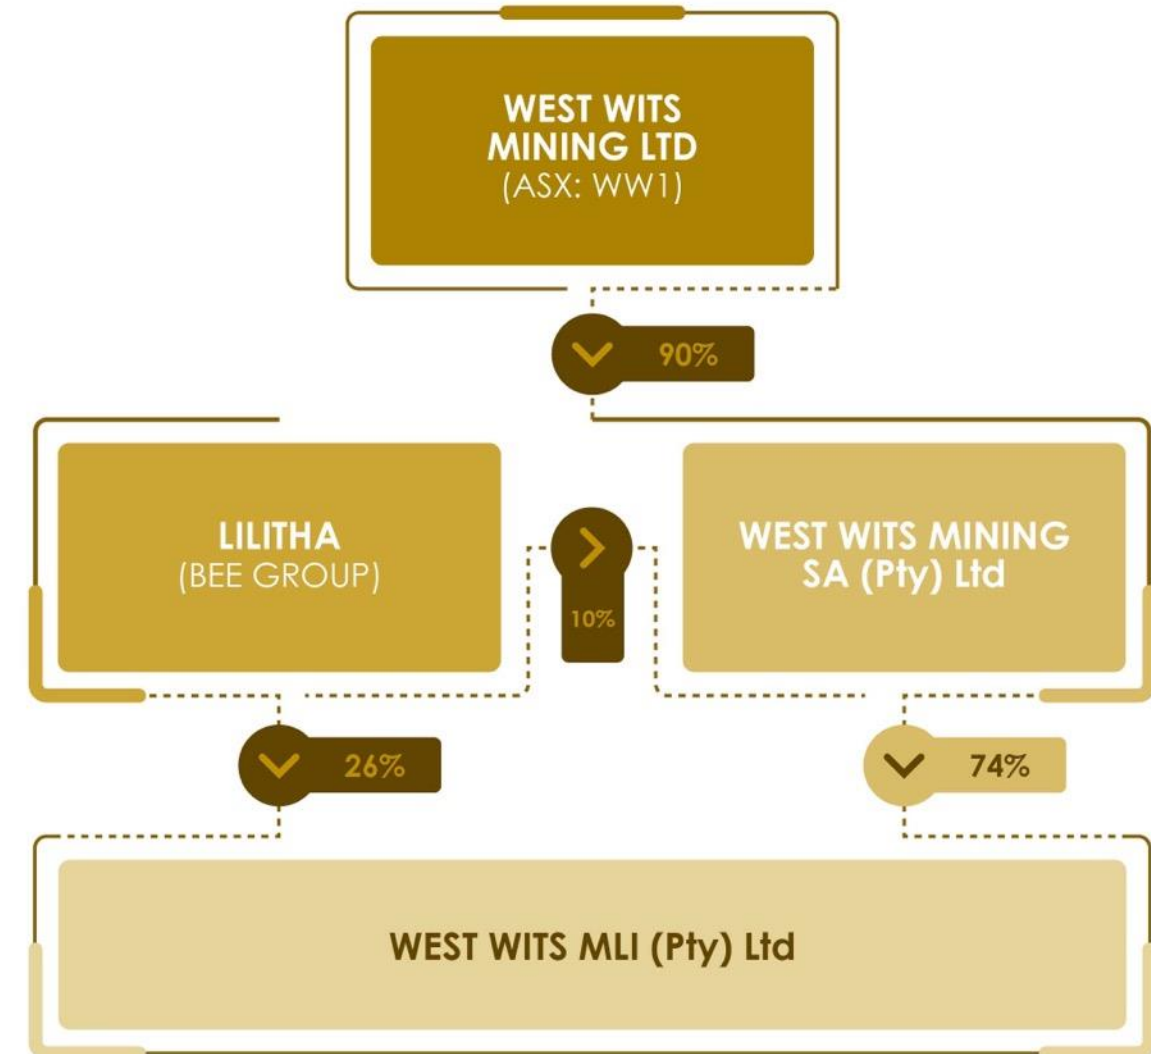 WEST WITS
MINING LTD
(ASX: WW1)
90%
LILITHA
(BEE GROUP)
10%
WEST WITS MINING
SA (Pty) Ltd
26%
74%
WEST WITS MLI (Pty) Ltd